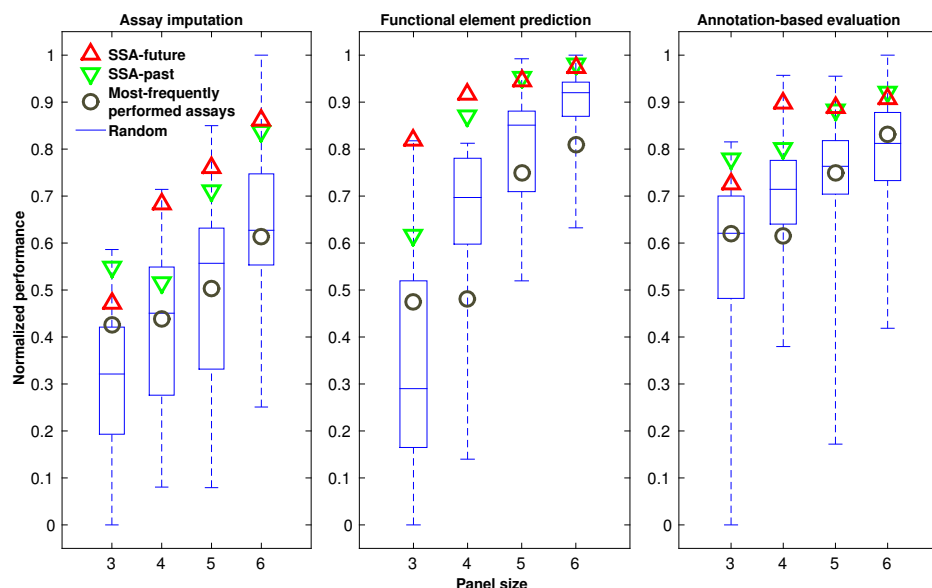 Assay imputation
Functional element prediction
Annotation-based evaluation
SSA-future
SSA-past
Most-frequently
performed assays
Random
Normalized performance
1
0.9
0.8
0.7
0.6
0.5
0.4
0.3
0.2
0.1
0
3 4 5 6
1
0.9
0.8
0.7
0.6
0.5
0.4
0.3
0.2
0.1
0
3 4 5 6
1
0.9
0.8
0.7
0.6
0.5
0.4
0.3
0.2
0.1
0
3 4 5 6
Panel size